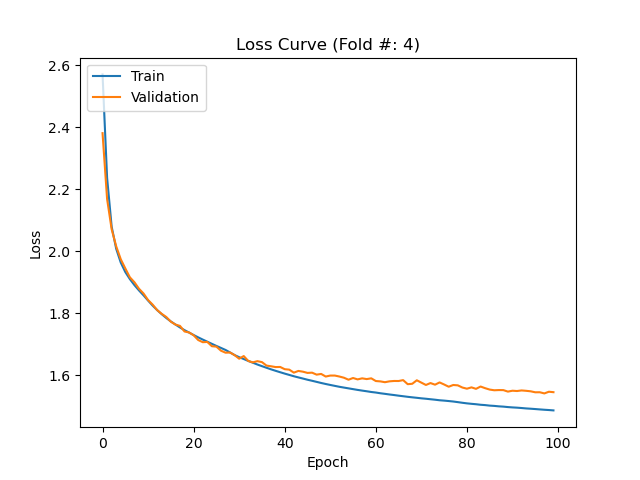 Loss Curve (Fold #: 4)
Train
Validation
Loss
2.6
2.4
2.2
2.0
1.8
1.6
0 20 40 60 80 100
Epoch